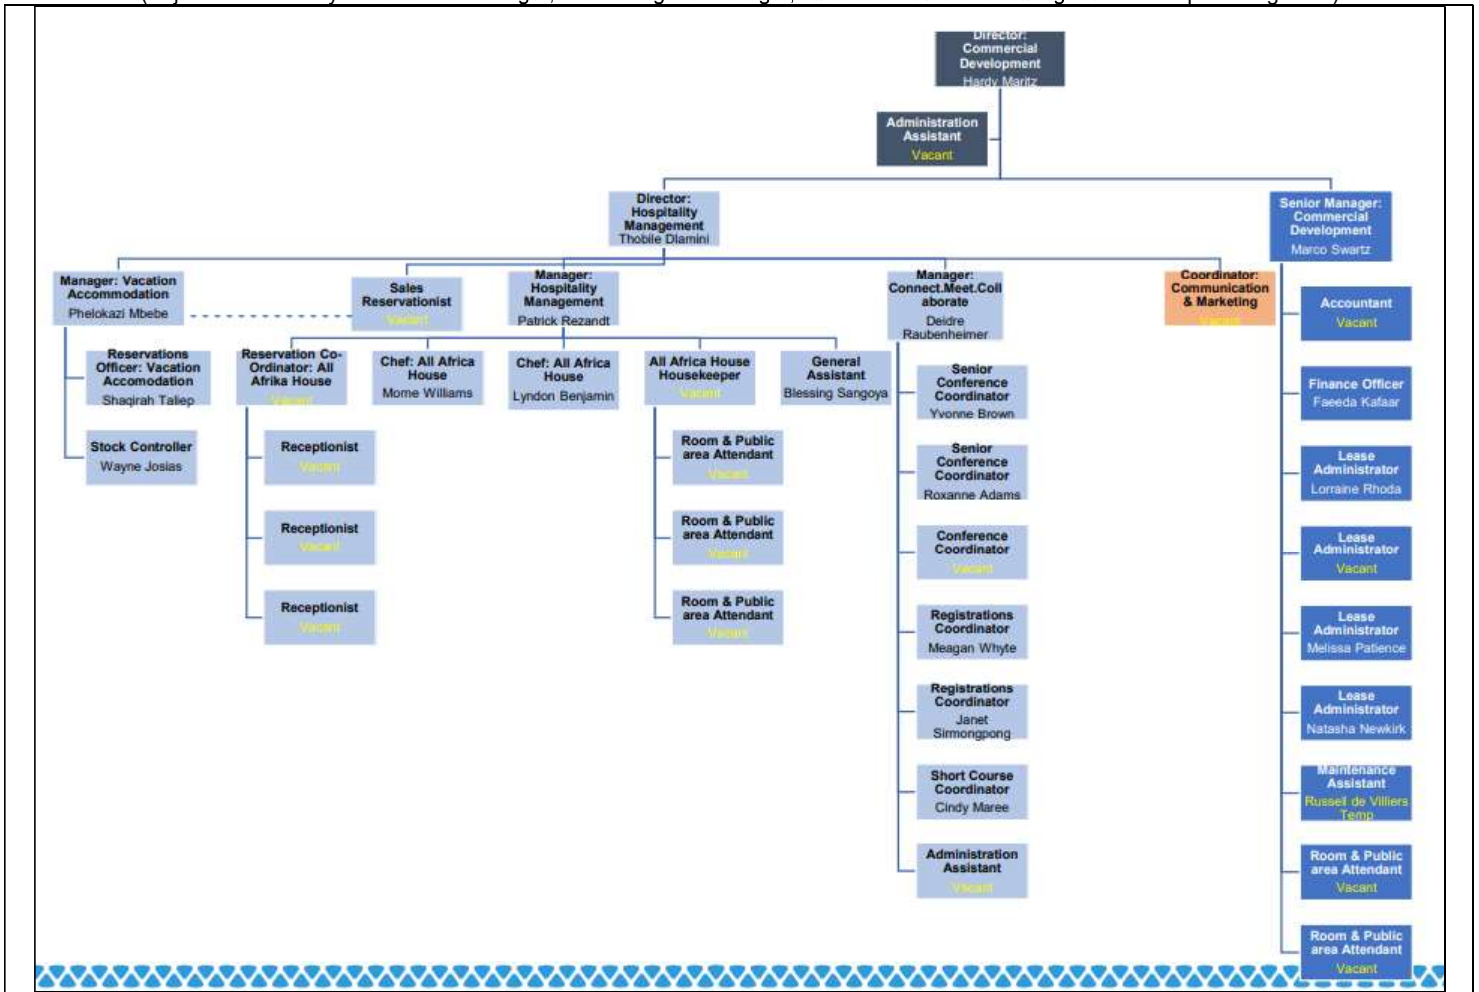 Director:
Commercial
Development
Hardy Maritz
Administration
Assistant
Vacant
Director:
Hospitality
Management
Thobile Dlamini
Senior Manager:
Commercial
Development
Marco Swartz
Manager: Vacation
Accommodation
Phelokazi Mbebe
Sales
Reservationist
Vacant
Manager:
Hospitality
Management
Patrick Rezandt
Manager:
Connect.Meet.Coll
aborate
Deidre
Raubenheimer
Coordinator:
Communication
& Marketing
Vacant
Reservations
Officer: Vacation
Accomodation
Shaqirah Taliep
Stock Controller
Wayne Josias
Reservation Co-
Ordinator: All
Afrika House
Vacant
Receptionist
Vacant
Receptionist
Vacant
Receptionist
Vacant
Chef: All Africa
House
Morne Williams
Chef: All Africa
House
Lyndon Benjamin
All Africa House
Housekeeper
Vacant
Room & Public
area Attendant
Vacant
Room & Public
area Attendant
Vacant
Room & Public
area Attendant
Vacant
General
Assistant
Blessing Sangoya
Senior
Conference
Coordinator
Yvonne Brown
Senior
Conference
Coordinator
Roxanne Adams
Conference
Coordinator
Vacant
Registrations
Coordinator
Meagan Whyte
Registrations
Coordinator
Janet
Sirmongpong
Short Course
Coordinator
Cindy Maree
Administration
Assistant
Vacant
Accountant
Vacant
Finance Officer
Faeeda Kafaar
Lease
Administrator
Lorraine Rhoda
Lease
Administrator
Vacant
Lease
Administrator
Melissa Patience
Lease
Administrator
Natasha Newkirk
Maintenance
Assistant
Russell de Villiers
Temp
Room & Public
area Attendant
Vacant
Room & Public
area Attendant
Vacant